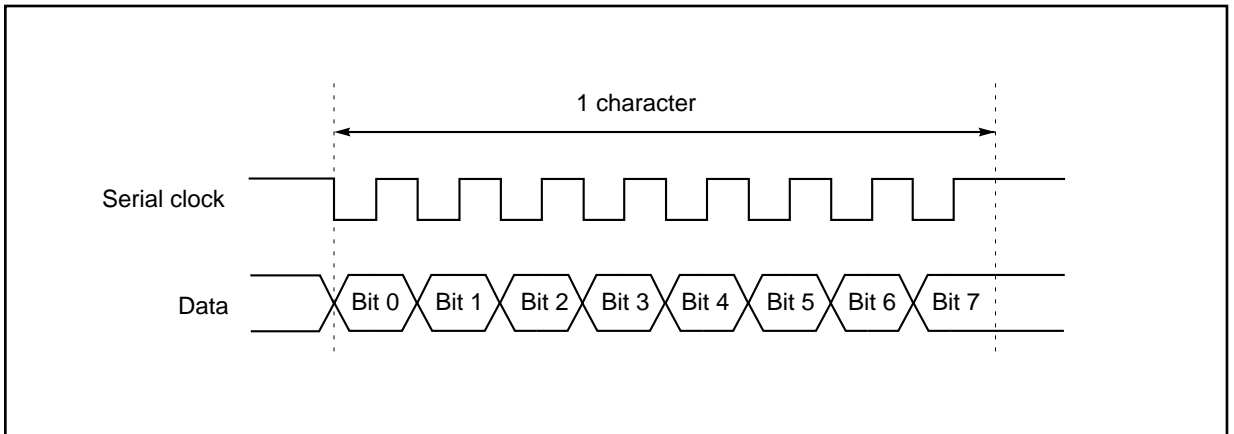 1 character
Serial clock
Data
Bit 0 Bit 1 Bit 2 Bit 3 Bit 4 Bit 5 Bit 6 Bit 7